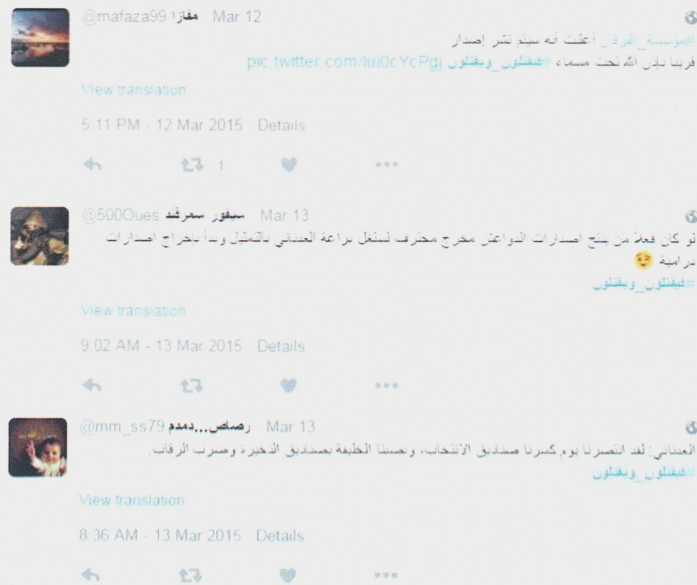 مفازا @mafaza99 Mar 12
#مؤسسة_الفرقان أعلنت أنه سيتم نشر إصدار
قريبا بإذن الله تحت مسماه #فيقتلون_ويقتلون pic.twitter.com/lui0cYcPgj
View translation
5:11 PM - 12 Mar 2015 Details
1
سيفور سمرقند @500Oues Mar 13
لو كان فعلا من ينتج اصدارات الدواعش مخرج محترف لستغل براعة العدناني بالتمثيل وبدأ بإخراج اصدارات
درامية 😉
#فيقتلون_ويقتلون
View translation
9:02 AM - 13 Mar 2015 Details
رصاص...دمدم @mm_ss79 Mar 13
العدناني: لقد انتصرنا يوم كسرنا صناديق الانتخاب، ونصبنا الخليفة بصناديق الذخيرة وضرب الرقاب.
#فيقتلون_ويقتلون
View translation
8:36 AM - 13 Mar 2015 Details